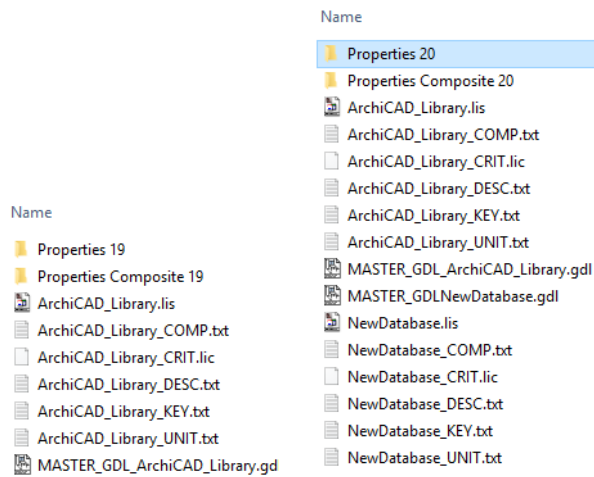 Name
Properties 19
Properties Composite 19
ArchiCAD_Library.lis
ArchiCAD_Library_COMP.txt
ArchiCAD_Library_CRIT.lic
ArchiCAD_Library_DESC.txt
ArchiCAD_Library_KEY.txt
ArchiCAD_Library_UNIT.txt
MASTER_GDL_ArchiCAD_Library.gd
Name
Properties 20
Properties Composite 20
ArchiCAD_Library.lis
ArchiCAD_Library_COMP.txt
ArchiCAD_Library_CRIT.lic
ArchiCAD_Library_DESC.txt
ArchiCAD_Library_KEY.txt
ArchiCAD_Library_UNIT.txt
MASTER_GDL_ArchiCAD_Library.gdl
MASTER_GDLNewDatabase.gdl
NewDatabase.lis
NewDatabase_COMP.txt
NewDatabase_CRIT.lic
NewDatabase_DESC.txt
NewDatabase_KEY.txt
NewDatabase_UNIT.txt